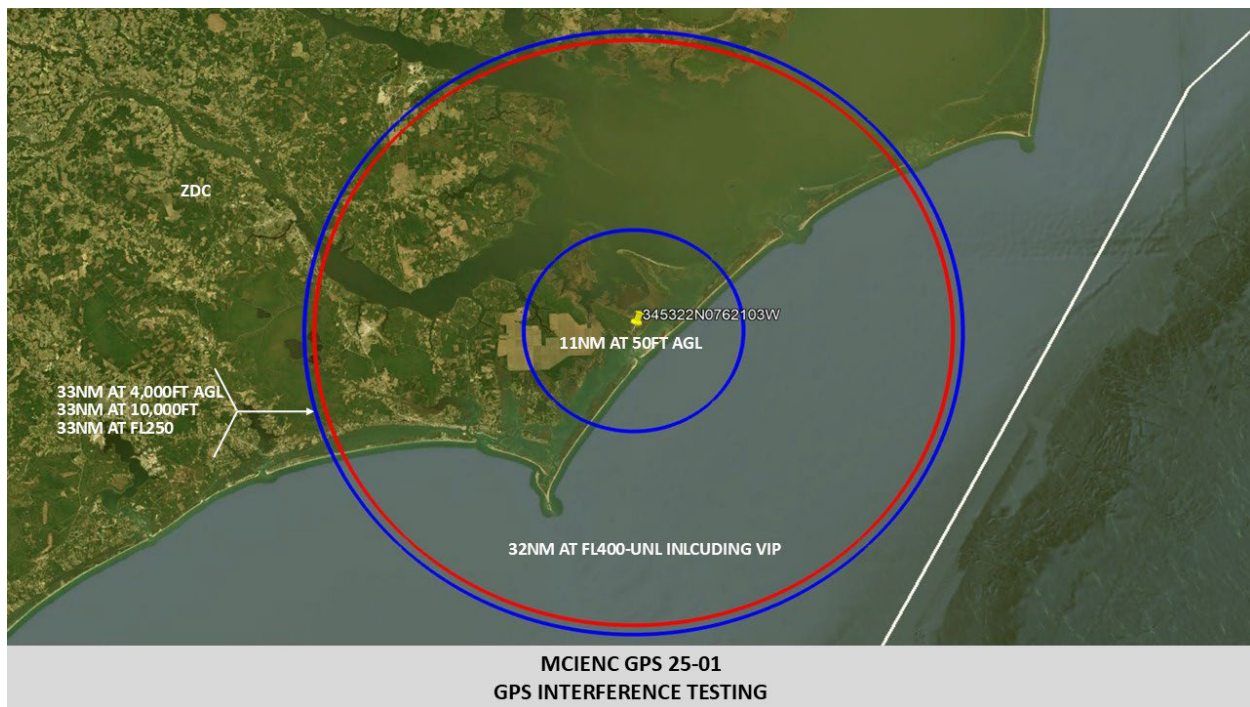 ZDC
345322N0762103W
11NM AT 50FT AGL
33NM AT 4,000FT AGL
33NM AT 10,000FT
33NM AT FL250
32NM AT FL400-UNL INLCUDING VIP
MCIENC GPS 25-01
GPS INTERFERENCE TESTING